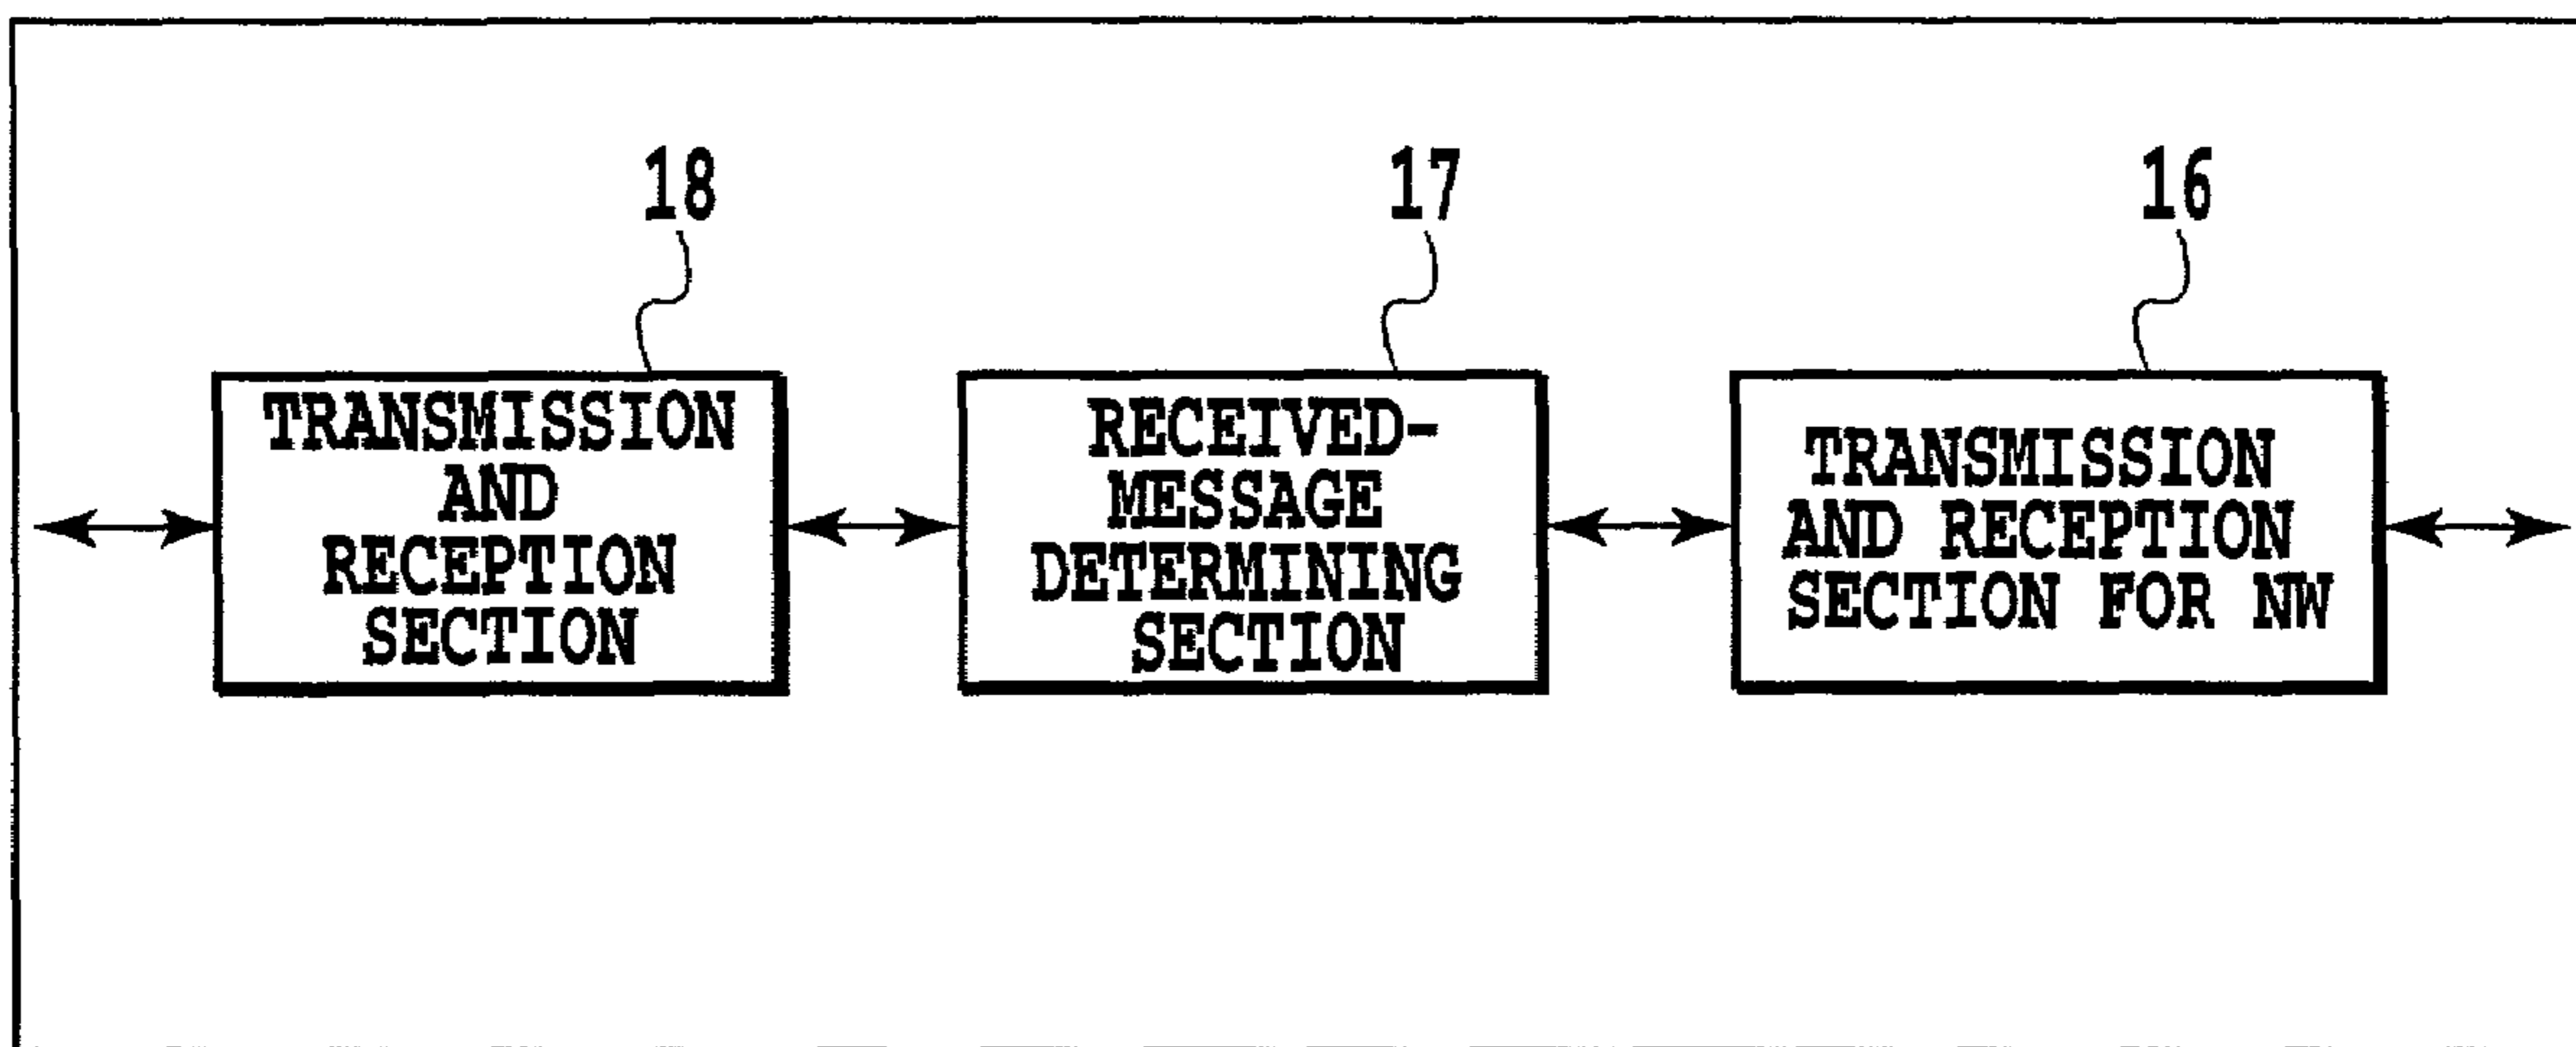 18
17
16
TRANSMISSION
AND
RECEPTION
SECTION
RECEIVED-
MESSAGE
DETERMINING
SECTION
TRANSMISSION
AND RECEPTION
SECTION FOR NW